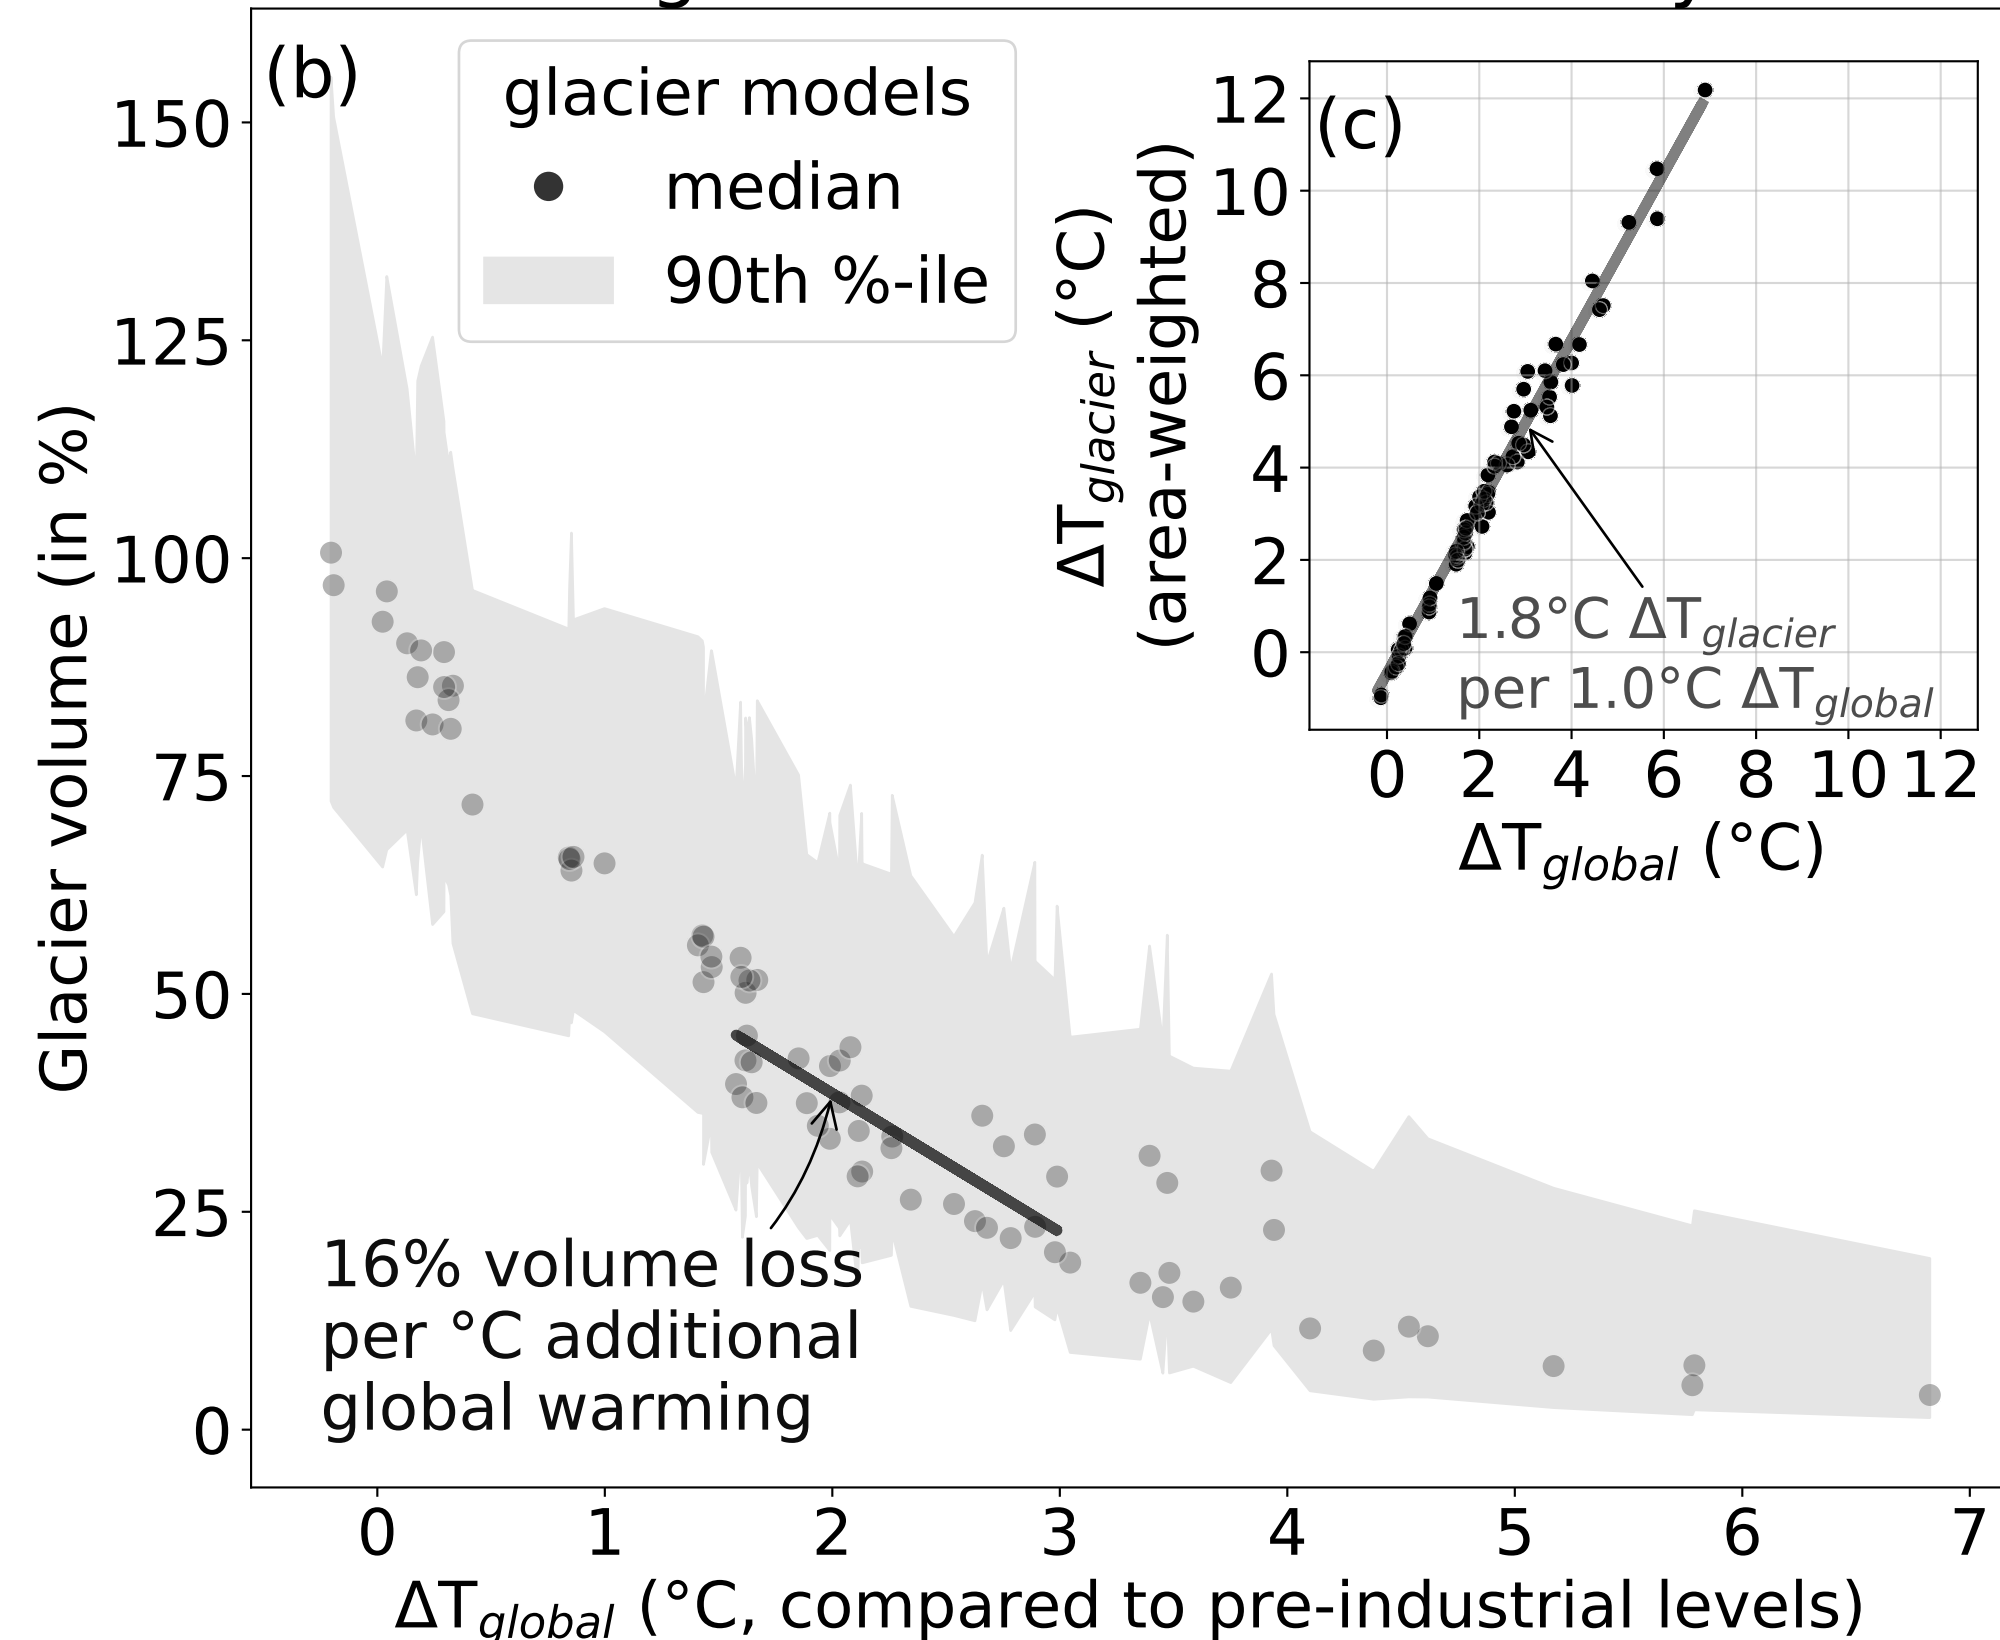 (b)
glacier models
median
90th %-ile
Glacier volume (in %)
150
125
100
75
50
25
0
16% volume loss
per °C additional
global warming
0 1 2 3 4 5 6 7
ΔTglobal (°C, compared to pre-industrial levels)
(c)
ΔTglacier (°C)
(area-weighted)
12
10
8
6
4
2
0
1.8°C ΔTglacier
per 1.0°C ΔTglobal
0 2 4 6 8 10 12
ΔTglobal (°C)